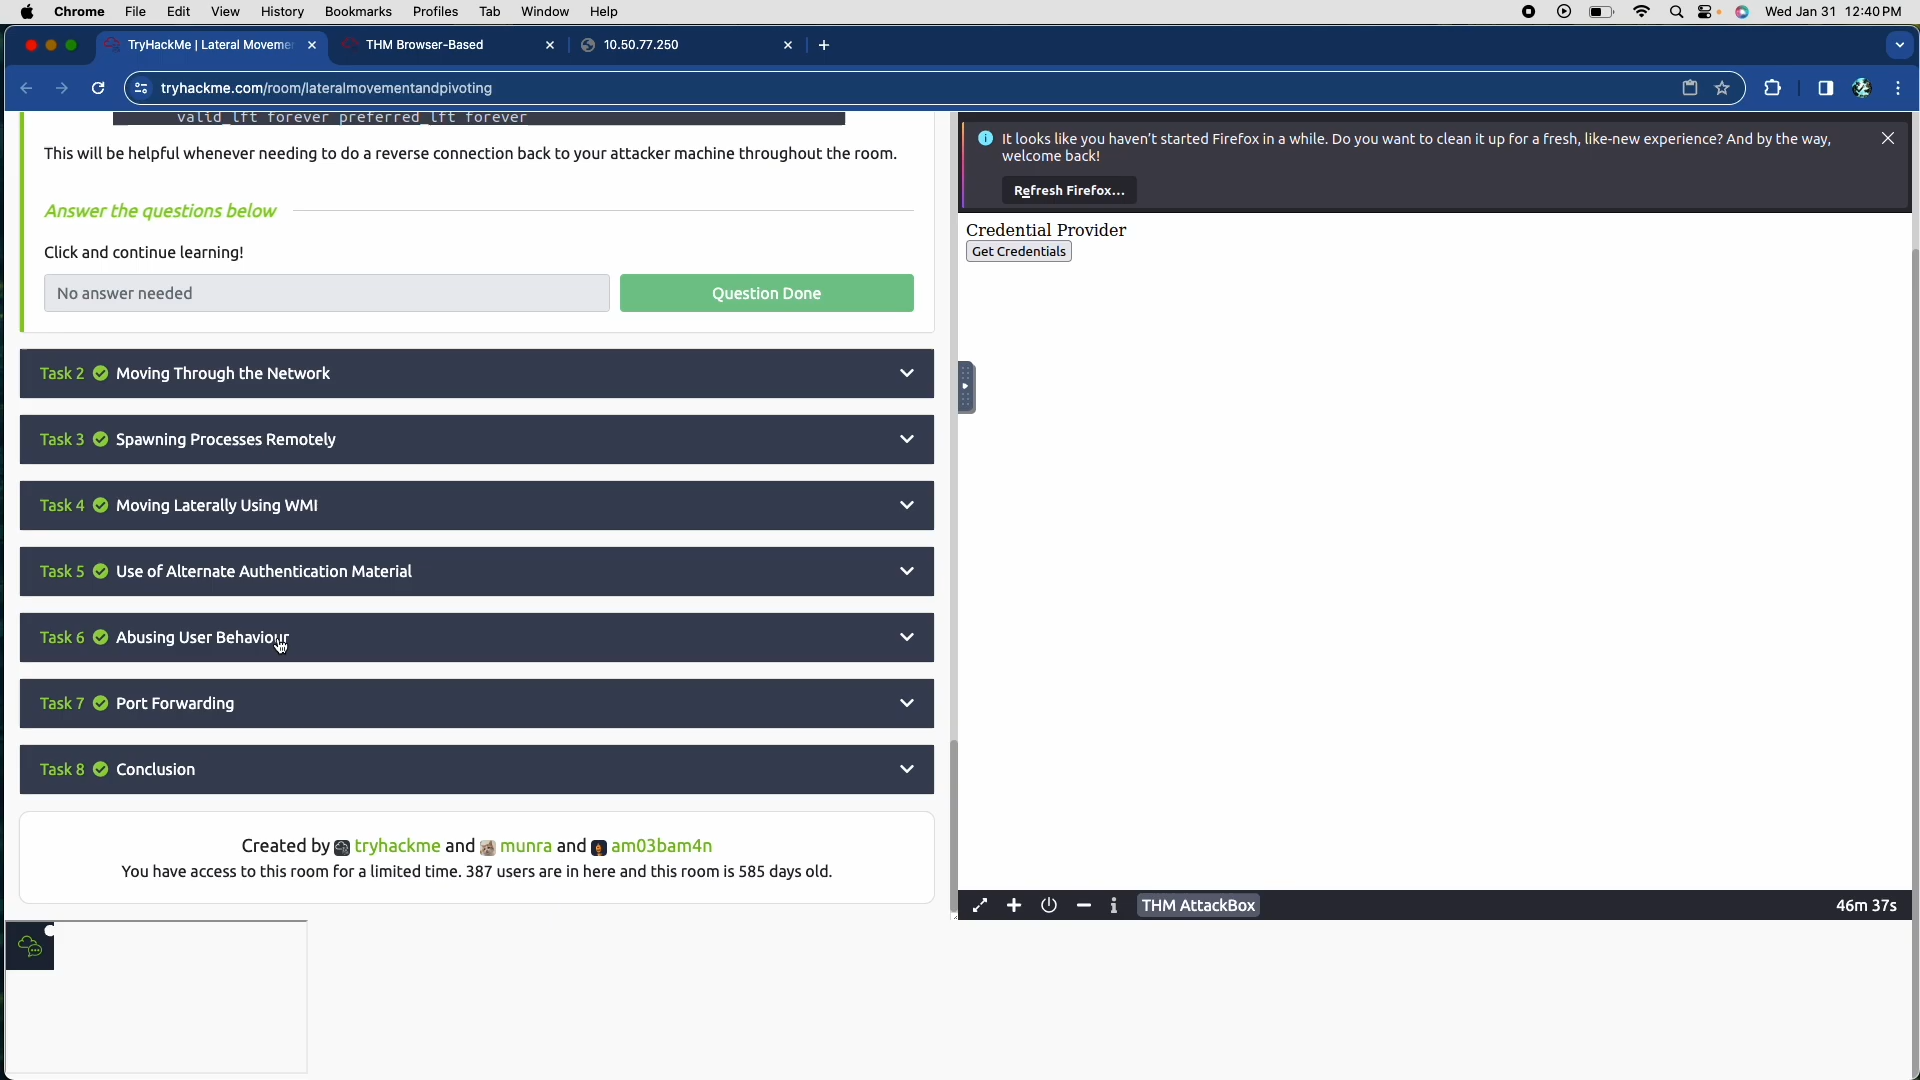 Chrome File Edit View History Bookmarks Profiles Tab Window Help Wed Jan 31 12:40 PM
TryHackMe | Lateral Moveme
THM Browser-Based
10.50.77.250
tryhackme.com/room/lateralmovementandpivoting
valid_lft forever preferred_lft forever
This will be helpful whenever needing to do a reverse connection back to your attacker machine throughout the room.
Answer the questions below
Click and continue learning!
No answer needed
Question Done
Task 2 Moving Through the Network
Task 3 Spawning Processes Remotely
Task 4 Moving Laterally Using WMI
Task 5 Use of Alternate Authentication Material
Task 6 Abusing User Behaviour
Task 7 Port Forwarding
Task 8 Conclusion
Created by tryhackme and munra and am03bam4n
You have access to this room for a limited time. 387 users are in here and this room is 585 days old.
It looks like you haven't started Firefox in a while. Do you want to clean it up for a fresh, like-new experience? And by the way,
welcome back!
Refresh Firefox...
Credential Provider
Get Credentials
THM AttackBox
46m 37s